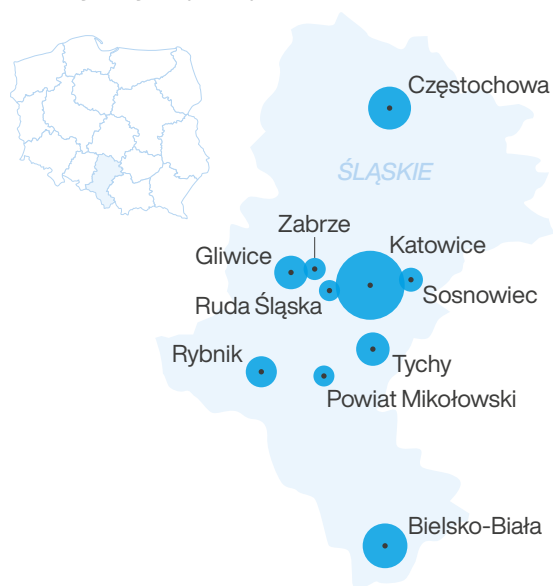 Częstochowa
ŚLĄSKIE
Zabrze
Katowice
Gliwice
Sosnowiec
Ruda Śląska
Rybnik
Tychy
Powiat Mikołowski
Bielsko-Biała